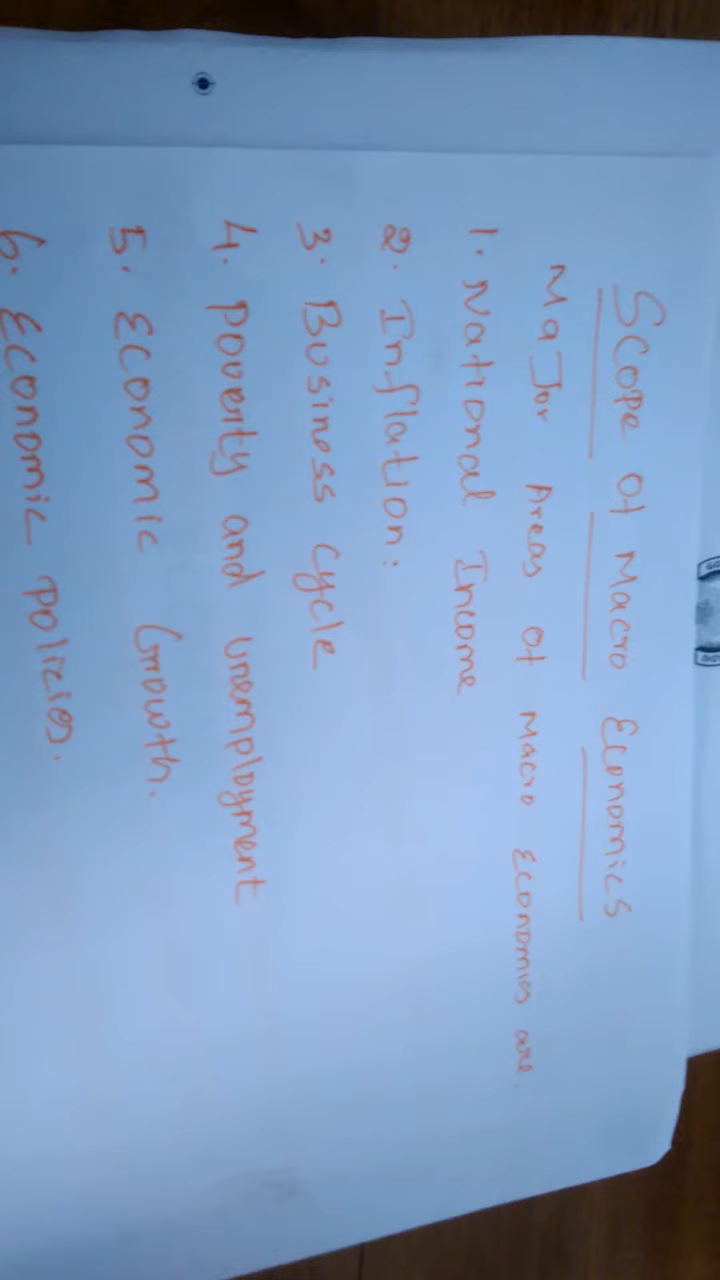 Scope of Macro Economics
Major Areas of Macro Economics are.
1. National Income
2. Inflation:
3. Business Cycle
4. Poverty and Unemployment
5. Economic Growth.
6. Economic Policies.